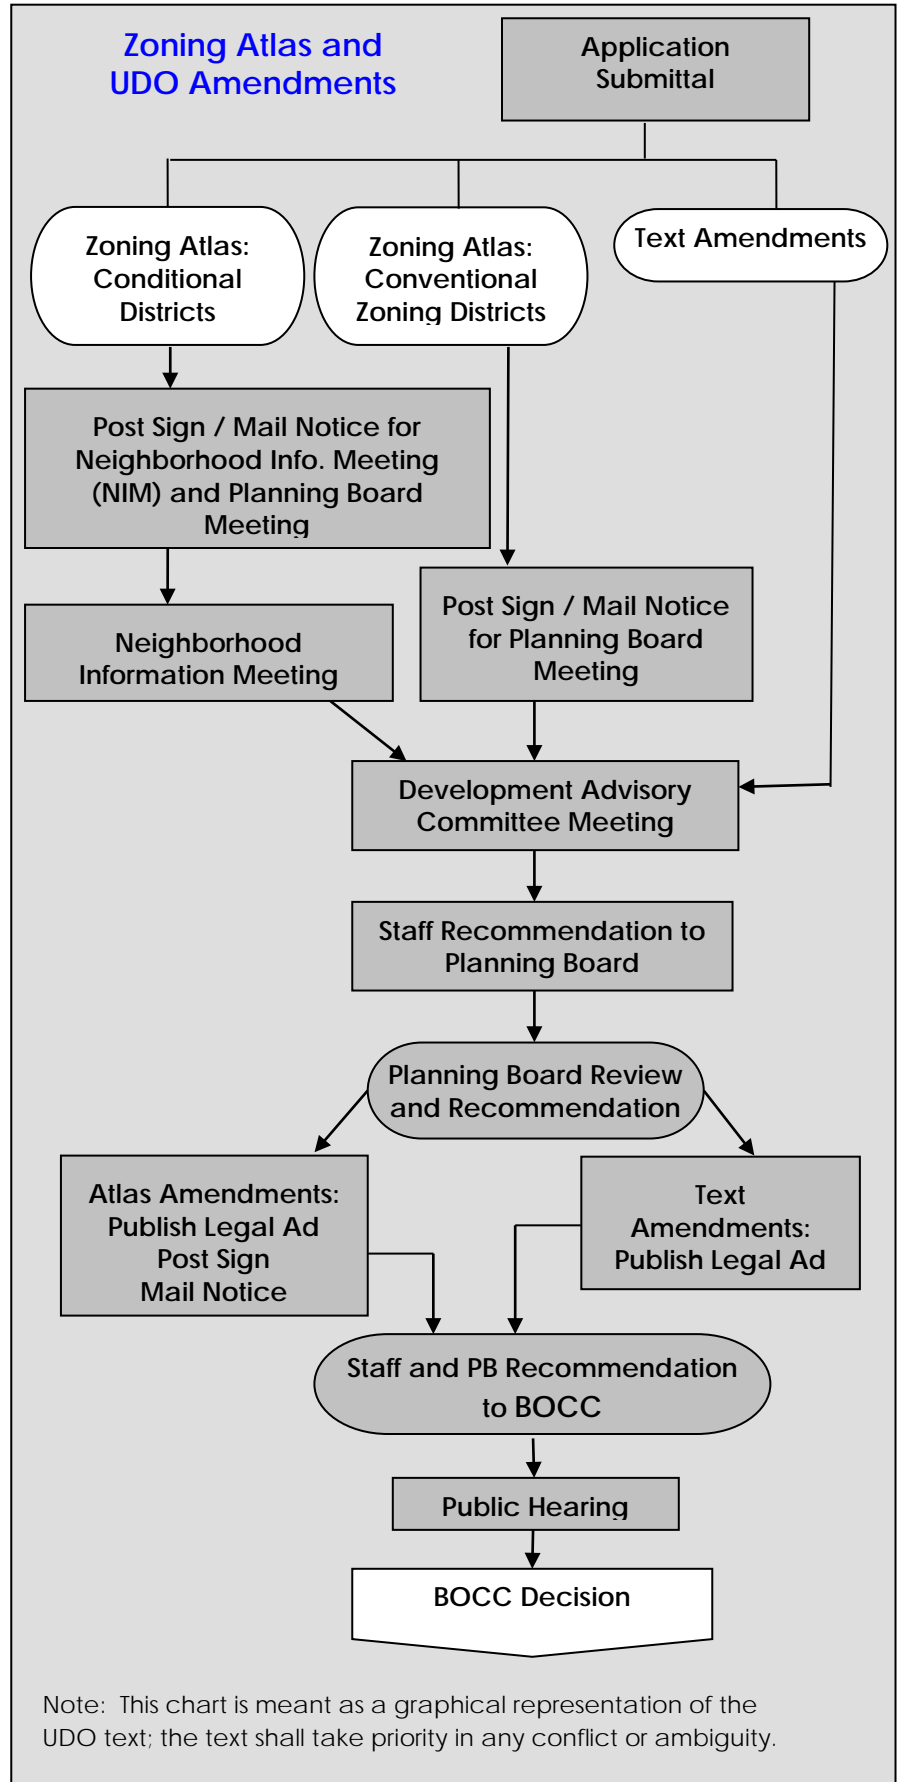 Zoning Atlas and
UDO Amendments
Application
Submittal
Zoning Atlas:
Conditional
Districts
Zoning Atlas:
Conventional
Zoning Districts
Text Amendments
Post Sign / Mail Notice for
Neighborhood Info. Meeting
(NIM) and Planning Board
Meeting
Post Sign / Mail Notice
for Planning Board
Meeting
Neighborhood
Information Meeting
Development Advisory
Committee Meeting
Staff Recommendation to
Planning Board
Planning Board Review
and Recommendation
Atlas Amendments:
Publish Legal Ad
Post Sign
Mail Notice
Text
Amendments:
Publish Legal Ad
Staff and PB Recommendation
to BOCC
Public Hearing
BOCC Decision
Note:  This chart is meant as a graphical representation of the
UDO text; the text shall take priority in any conflict or ambiguity.